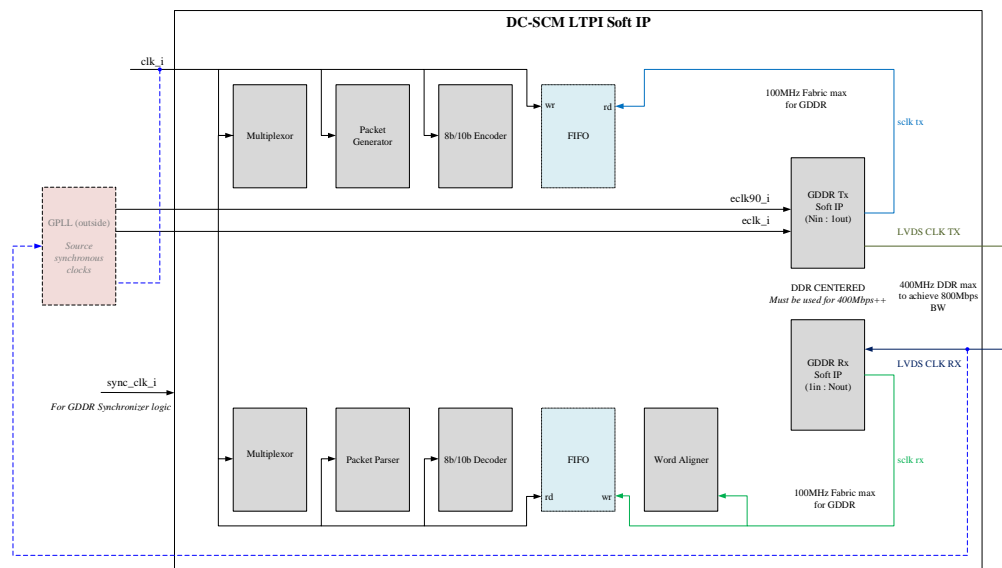 DC-SCM LTPI Soft IP
clk_i
100MHz Fabric max
for GDDR
wr
rd
Multiplexor
Packet
Generator
8b/10b Encoder
FIFO
sclk tx
GDDR Tx
Soft IP
(Nin : 1out)
eclk90_i
eclk_i
GPLL (outside)
Source
synchronous
clocks
LVDS CLK TX
DDR CENTERED
Must be used for 400Mbps++
400MHz DDR max
to achieve 800Mbps
BW
GDDR Rx
Soft IP
(1in : Nout)
LVDS CLK RX
sync_clk_i
For GDDR Synchronizer logic
Multiplexor
Packet Parser
8b/10b Decoder
FIFO
Word Aligner
sclk rx
rd
wr
100MHz Fabric max
for GDDR